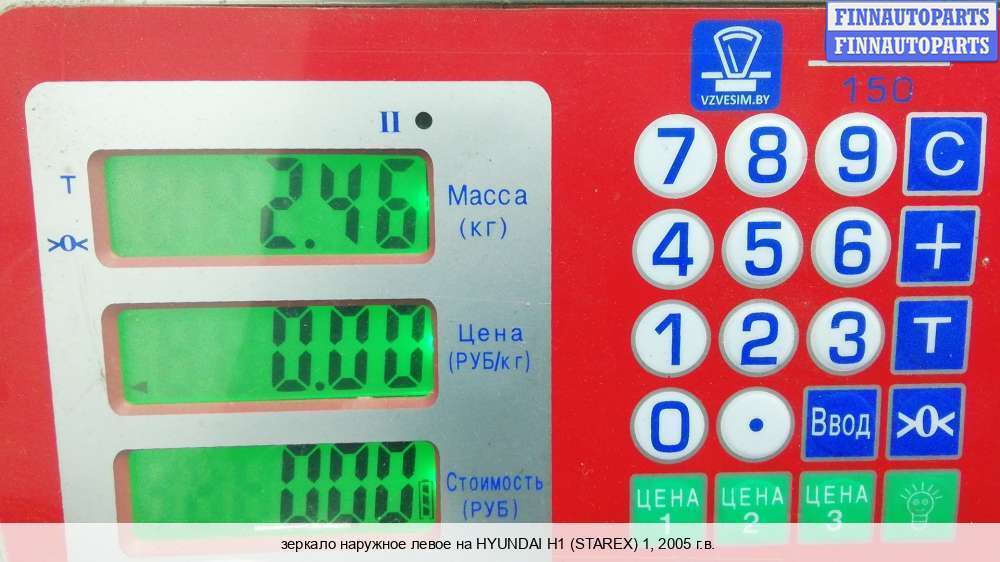 FINNAUTOPARTS
FINNAUTOPARTS
VZVESIM.BY
150
II
T
>0<
2.46
Масса
(кг)
0.00
Цена
(РУБ/кг)
000
Стоимость
(РУБ)
7 8 9 C
4 5 6 +
1 2 3 T
0 . Ввод >0<
ЦЕНА 1
ЦЕНА 2
ЦЕНА 3
зеркало наружное левое на HYUNDAI H1 (STAREX) 1, 2005 г.в.